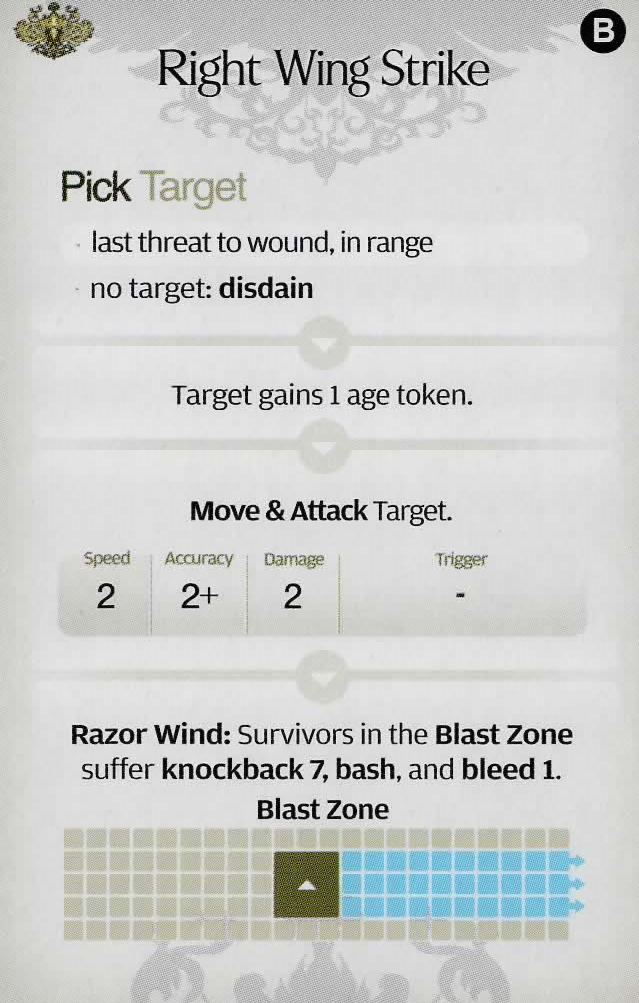 B
Right Wing Strike
Pick Target
· last threat to wound, in range
· no target: disdain
Target gains 1 age token.
Move & Attack Target.
Speed Accuracy Damage Trigger
2 2+ 2 -
Razor Wind: Survivors in the Blast Zone
suffer knockback 7, bash, and bleed 1.
Blast Zone